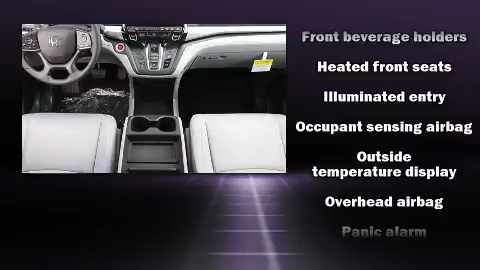 Front beverage holders
Heated front seats
Illuminated entry
Occupant sensing airbag
Outside
temperature display
Overhead airbag
Panic alarm